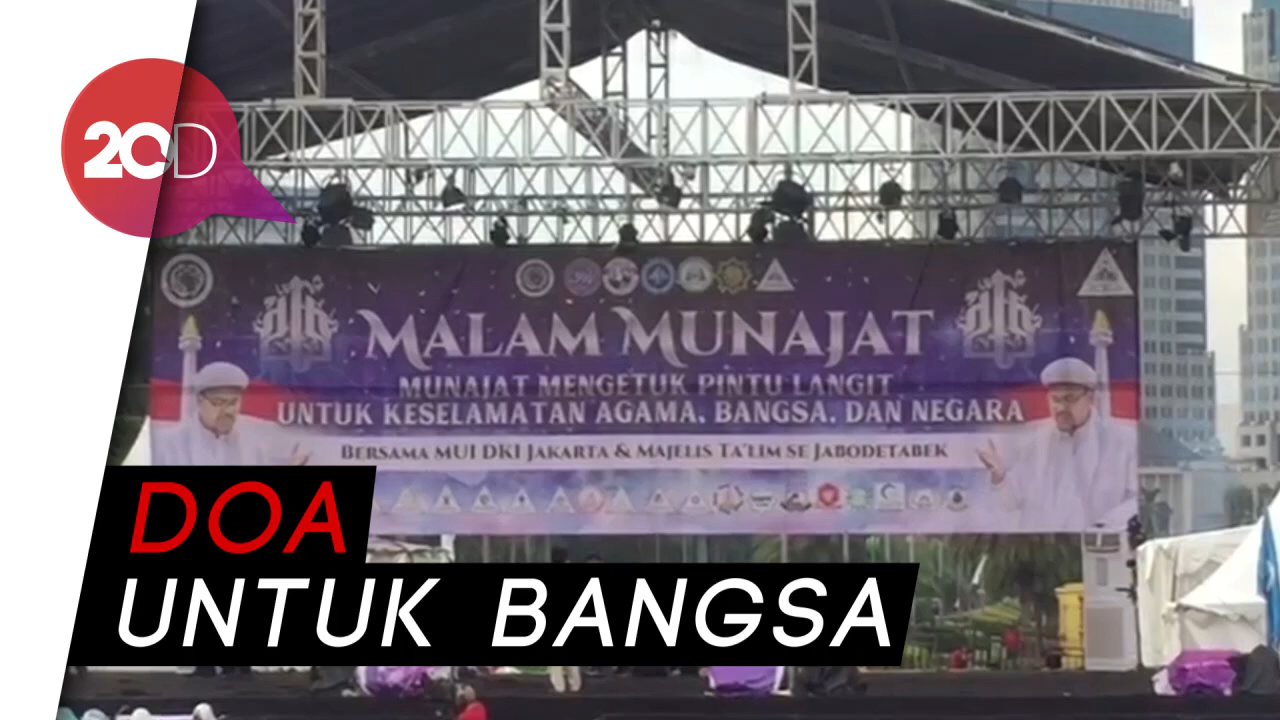 20D
MALAM MUNAJAT
MUNAJAT MENGETUK PINTU LANGIT
UNTUK KESELAMATAN AGAMA, BANGSA, DAN NEGARA
BERSAMA MUI DKI JAKARTA & MAJELIS TA'LIM SE JABODETABEK
DOA
UNTUK BANGSA